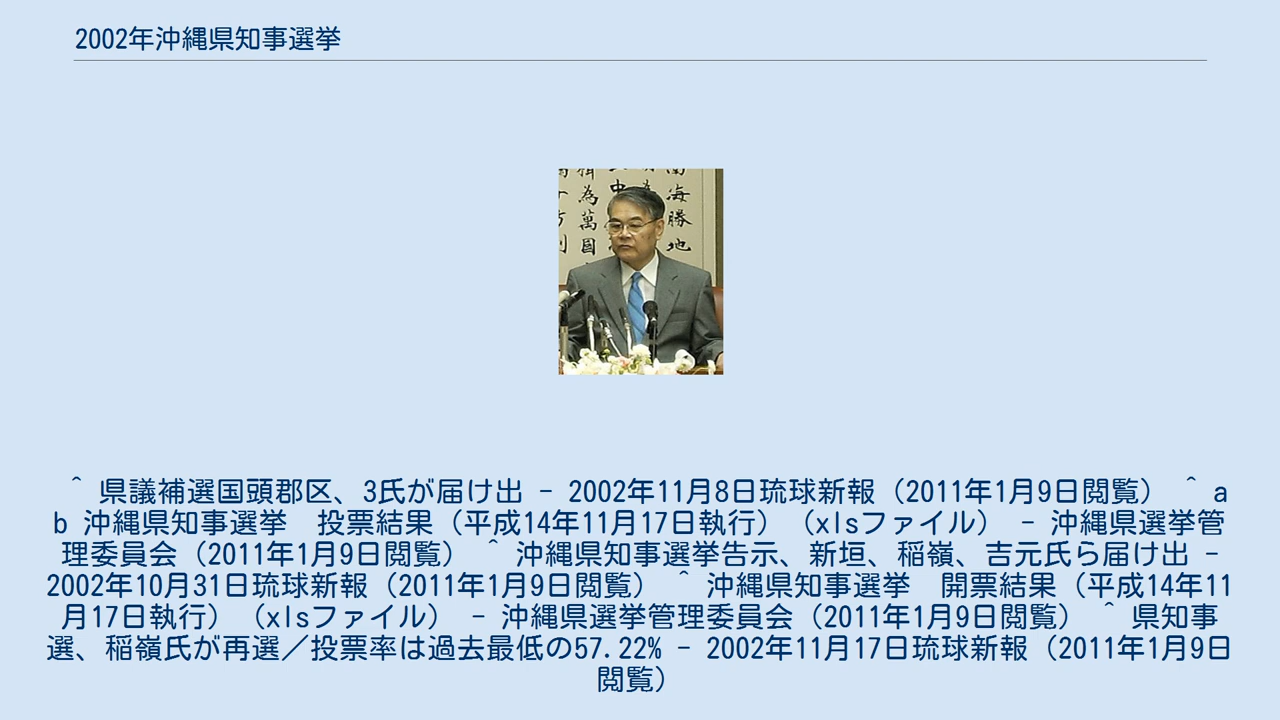 2002年沖縄県知事選挙
南海勝地
為萬國
^ 県議補選国頭郡区、3氏が届け出 - 2002年11月8日琉球新報（2011年1月9日閲覧） ^ a
b 沖縄県知事選挙　投票結果（平成14年11月17日執行）（xlsファイル） - 沖縄県選挙管
理委員会（2011年1月9日閲覧） ^ 沖縄県知事選挙告示、新垣、稲嶺、吉元氏ら届け出 -
2002年10月31日琉球新報（2011年1月9日閲覧） ^ 沖縄県知事選挙　開票結果（平成14年11
月17日執行）（xlsファイル） - 沖縄県選挙管理委員会（2011年1月9日閲覧） ^ 県知事
選、稲嶺氏が再選／投票率は過去最低の57.22% - 2002年11月17日琉球新報（2011年1月9日
閲覧）